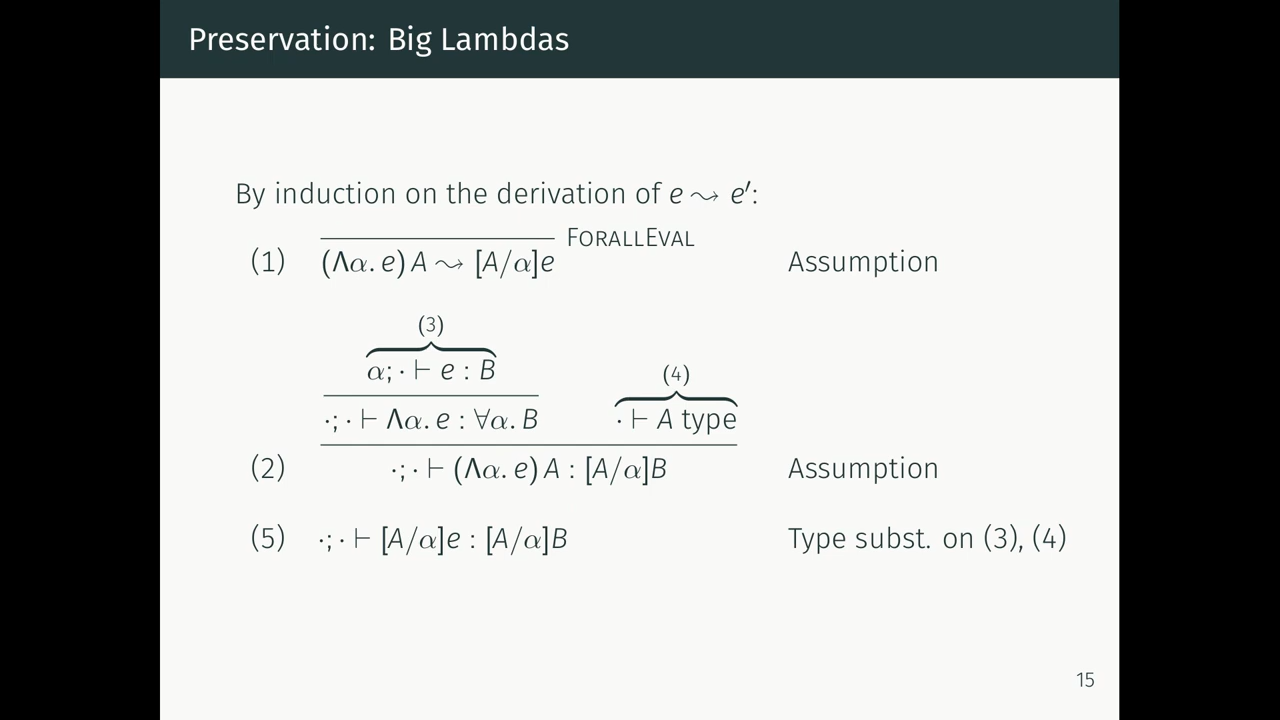 Preservation: Big Lambdas
By induction on the derivation of e ⇝ e′:
FORALLEVAL
(1) (Λα. e) A ⇝ [A/α]e Assumption
(3)
α; · ⊢ e : B
(4)
·; · ⊢ Λα. e : ∀α. B · ⊢ A type
(2) ·; · ⊢ (Λα. e) A : [A/α]B Assumption
(5) ·; · ⊢ [A/α]e : [A/α]B Type subst. on (3), (4)
15